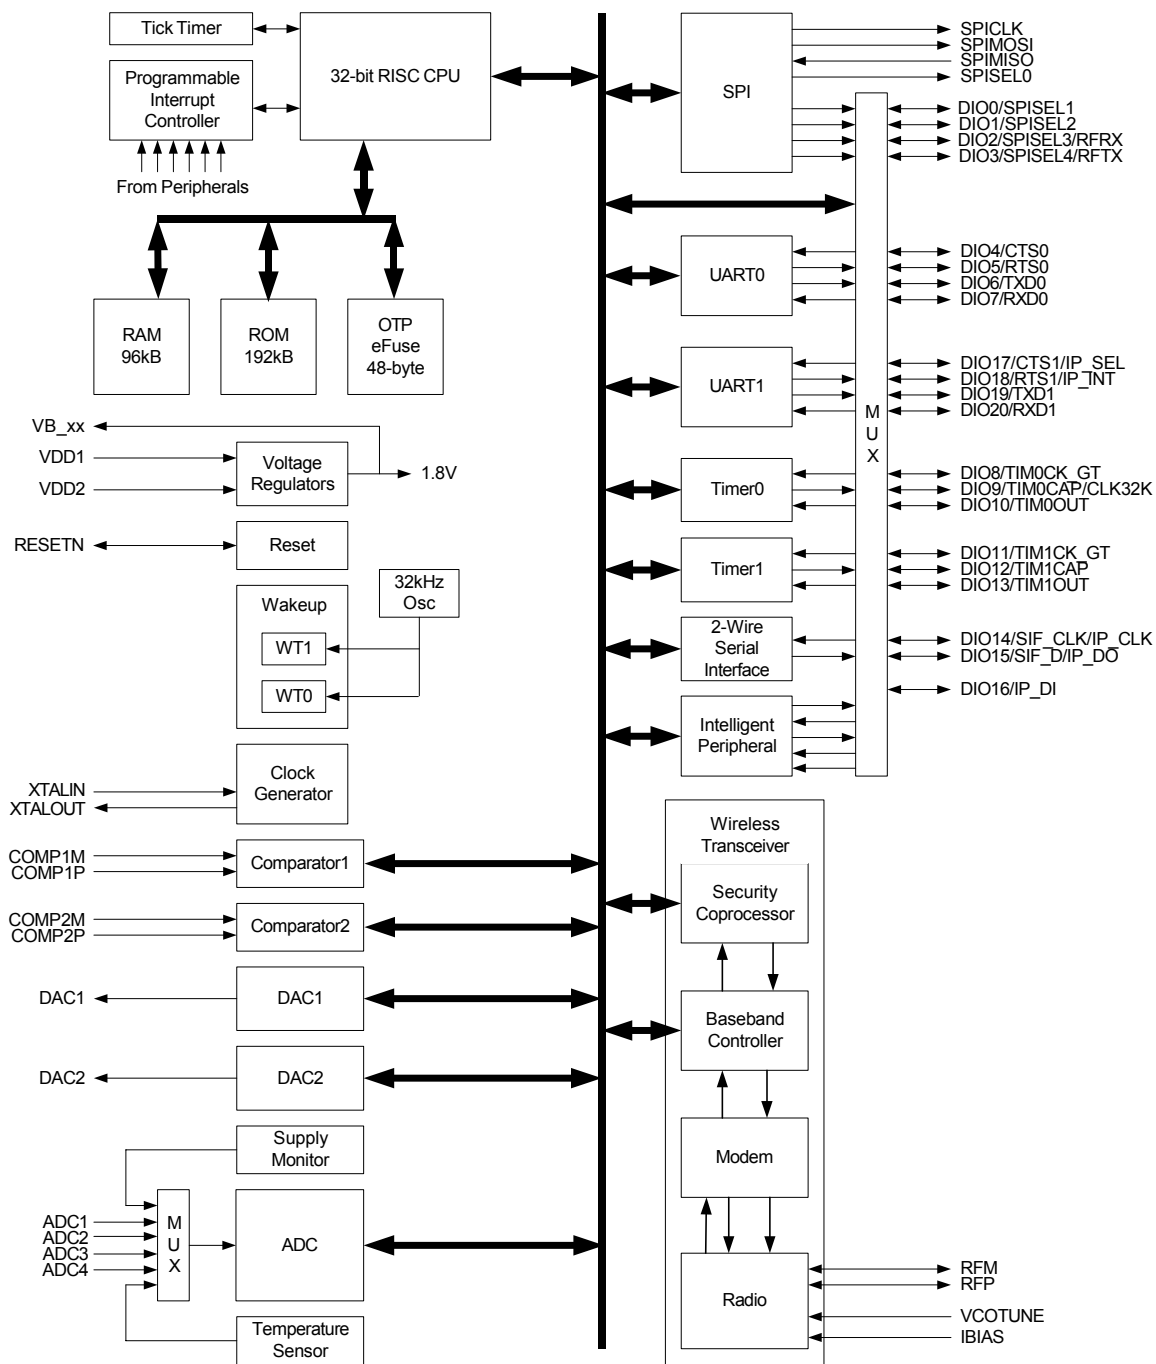 Tick Timer
32-bit RISC CPU
Programmable
Interrupt
Controller
From Peripherals
RAM
96kB
ROM
192kB
OTP
eFuse
48-byte
VB_xx
VDD1
VDD2
Voltage
Regulators
1.8V
RESETN
Reset
Wakeup
32kHz
Osc
WT1
WT0
XTALIN
XTALOUT
Clock
Generator
COMP1M
COMP1P
Comparator1
COMP2M
COMP2P
Comparator2
DAC1
DAC1
DAC2
DAC2
Supply
Monitor
ADC1
ADC2
ADC3
ADC4
M
U
X
ADC
Temperature
Sensor
SPI
SPICLK
SPIMOSI
SPIMISO
SPISEL0
DIO0/SPISEL1
DIO1/SPISEL2
DIO2/SPISEL3/RFRX
DIO3/SPISEL4/RFTX
UART0
DIO4/CTS0
DIO5/RTS0
DIO6/TXD0
DIO7/RXD0
UART1
DIO17/CTS1/IP_SEL
DIO18/RTS1/IP_INT
DIO19/TXD1
DIO20/RXD1
M
U
X
Timer0
DIO8/TIM0CK_GT
DIO9/TIM0CAP/CLK32K
DIO10/TIM0OUT
Timer1
DIO11/TIM1CK_GT
DIO12/TIM1CAP
DIO13/TIM1OUT
2-Wire
Serial
Interface
DIO14/SIF_CLK/IP_CLK
DIO15/SIF_D/IP_DO
DIO16/IP_DI
Intelligent
Peripheral
Wireless
Transceiver
Security
Coprocessor
Baseband
Controller
Modem
Radio
RFM
RFP
VCOTUNE
IBIAS